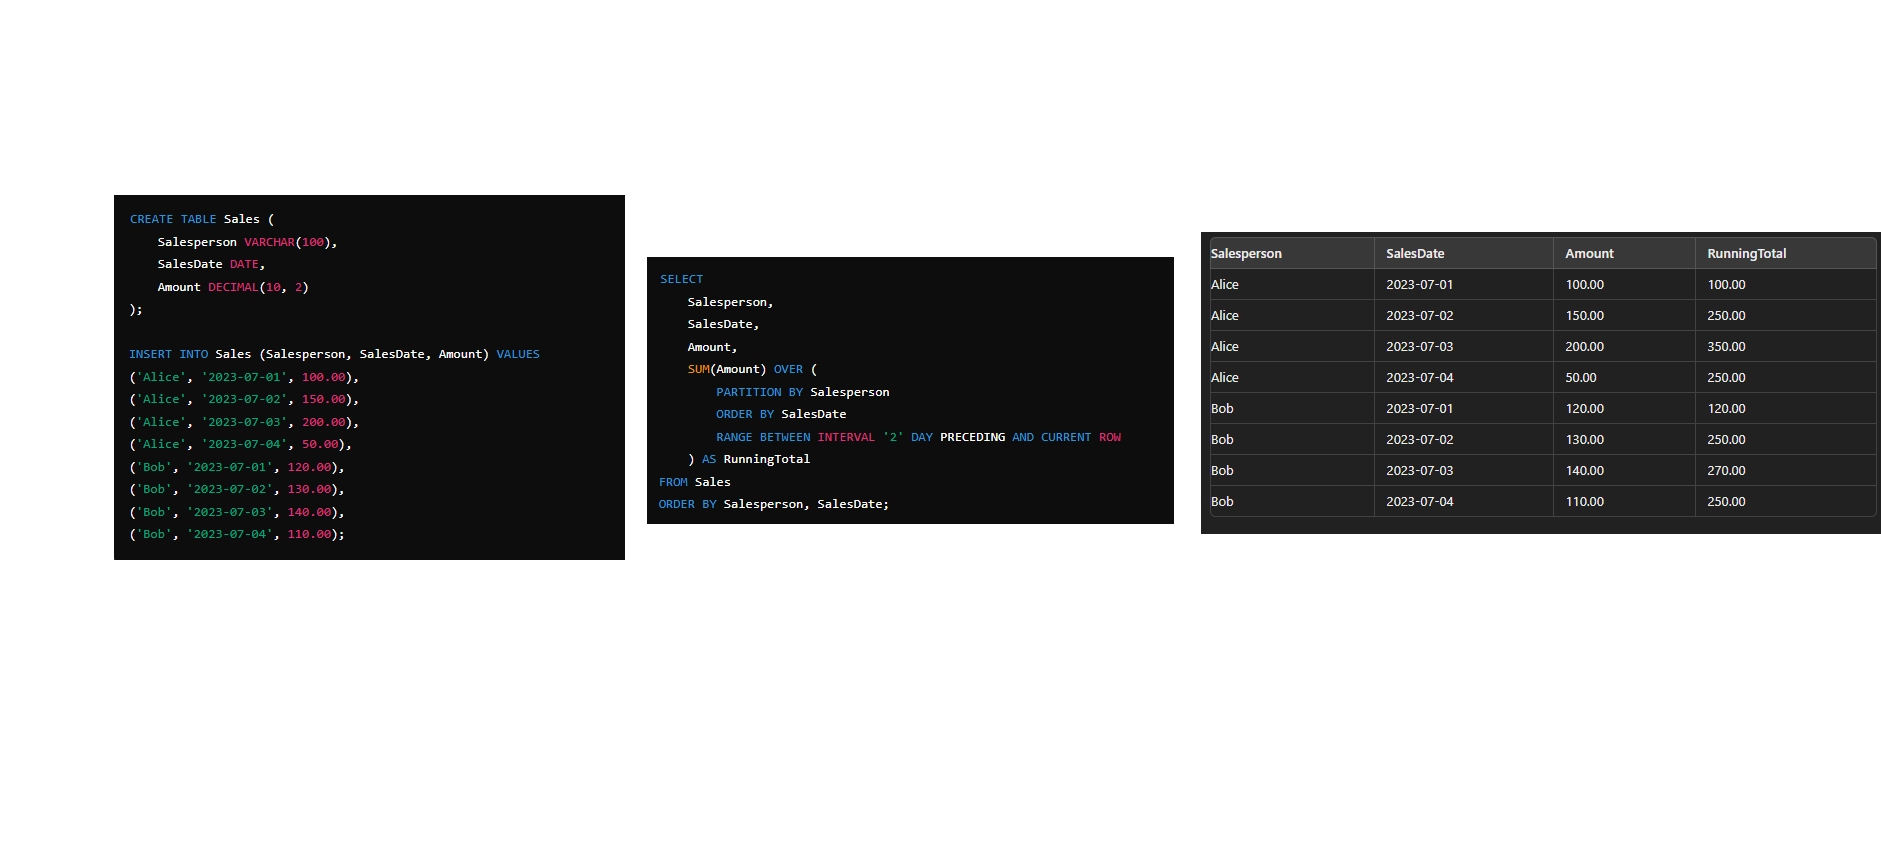 CREATE TABLE Sales (
    Salesperson VARCHAR(100),
    SalesDate DATE,
    Amount DECIMAL(10, 2)
);

INSERT INTO Sales (Salesperson, SalesDate, Amount) VALUES
('Alice', '2023-07-01', 100.00),
('Alice', '2023-07-02', 150.00),
('Alice', '2023-07-03', 200.00),
('Alice', '2023-07-04', 50.00),
('Bob', '2023-07-01', 120.00),
('Bob', '2023-07-02', 130.00),
('Bob', '2023-07-03', 140.00),
('Bob', '2023-07-04', 110.00);

SELECT
    Salesperson,
    SalesDate,
    Amount,
    SUM(Amount) OVER (
        PARTITION BY Salesperson
        ORDER BY SalesDate
        RANGE BETWEEN INTERVAL '2' DAY PRECEDING AND CURRENT ROW
    ) AS RunningTotal
FROM Sales
ORDER BY Salesperson, SalesDate;

Salesperson SalesDate Amount RunningTotal
Alice 2023-07-01 100.00 100.00
Alice 2023-07-02 150.00 250.00
Alice 2023-07-03 200.00 350.00
Alice 2023-07-04 50.00 250.00
Bob 2023-07-01 120.00 120.00
Bob 2023-07-02 130.00 250.00
Bob 2023-07-03 140.00 270.00
Bob 2023-07-04 110.00 250.00